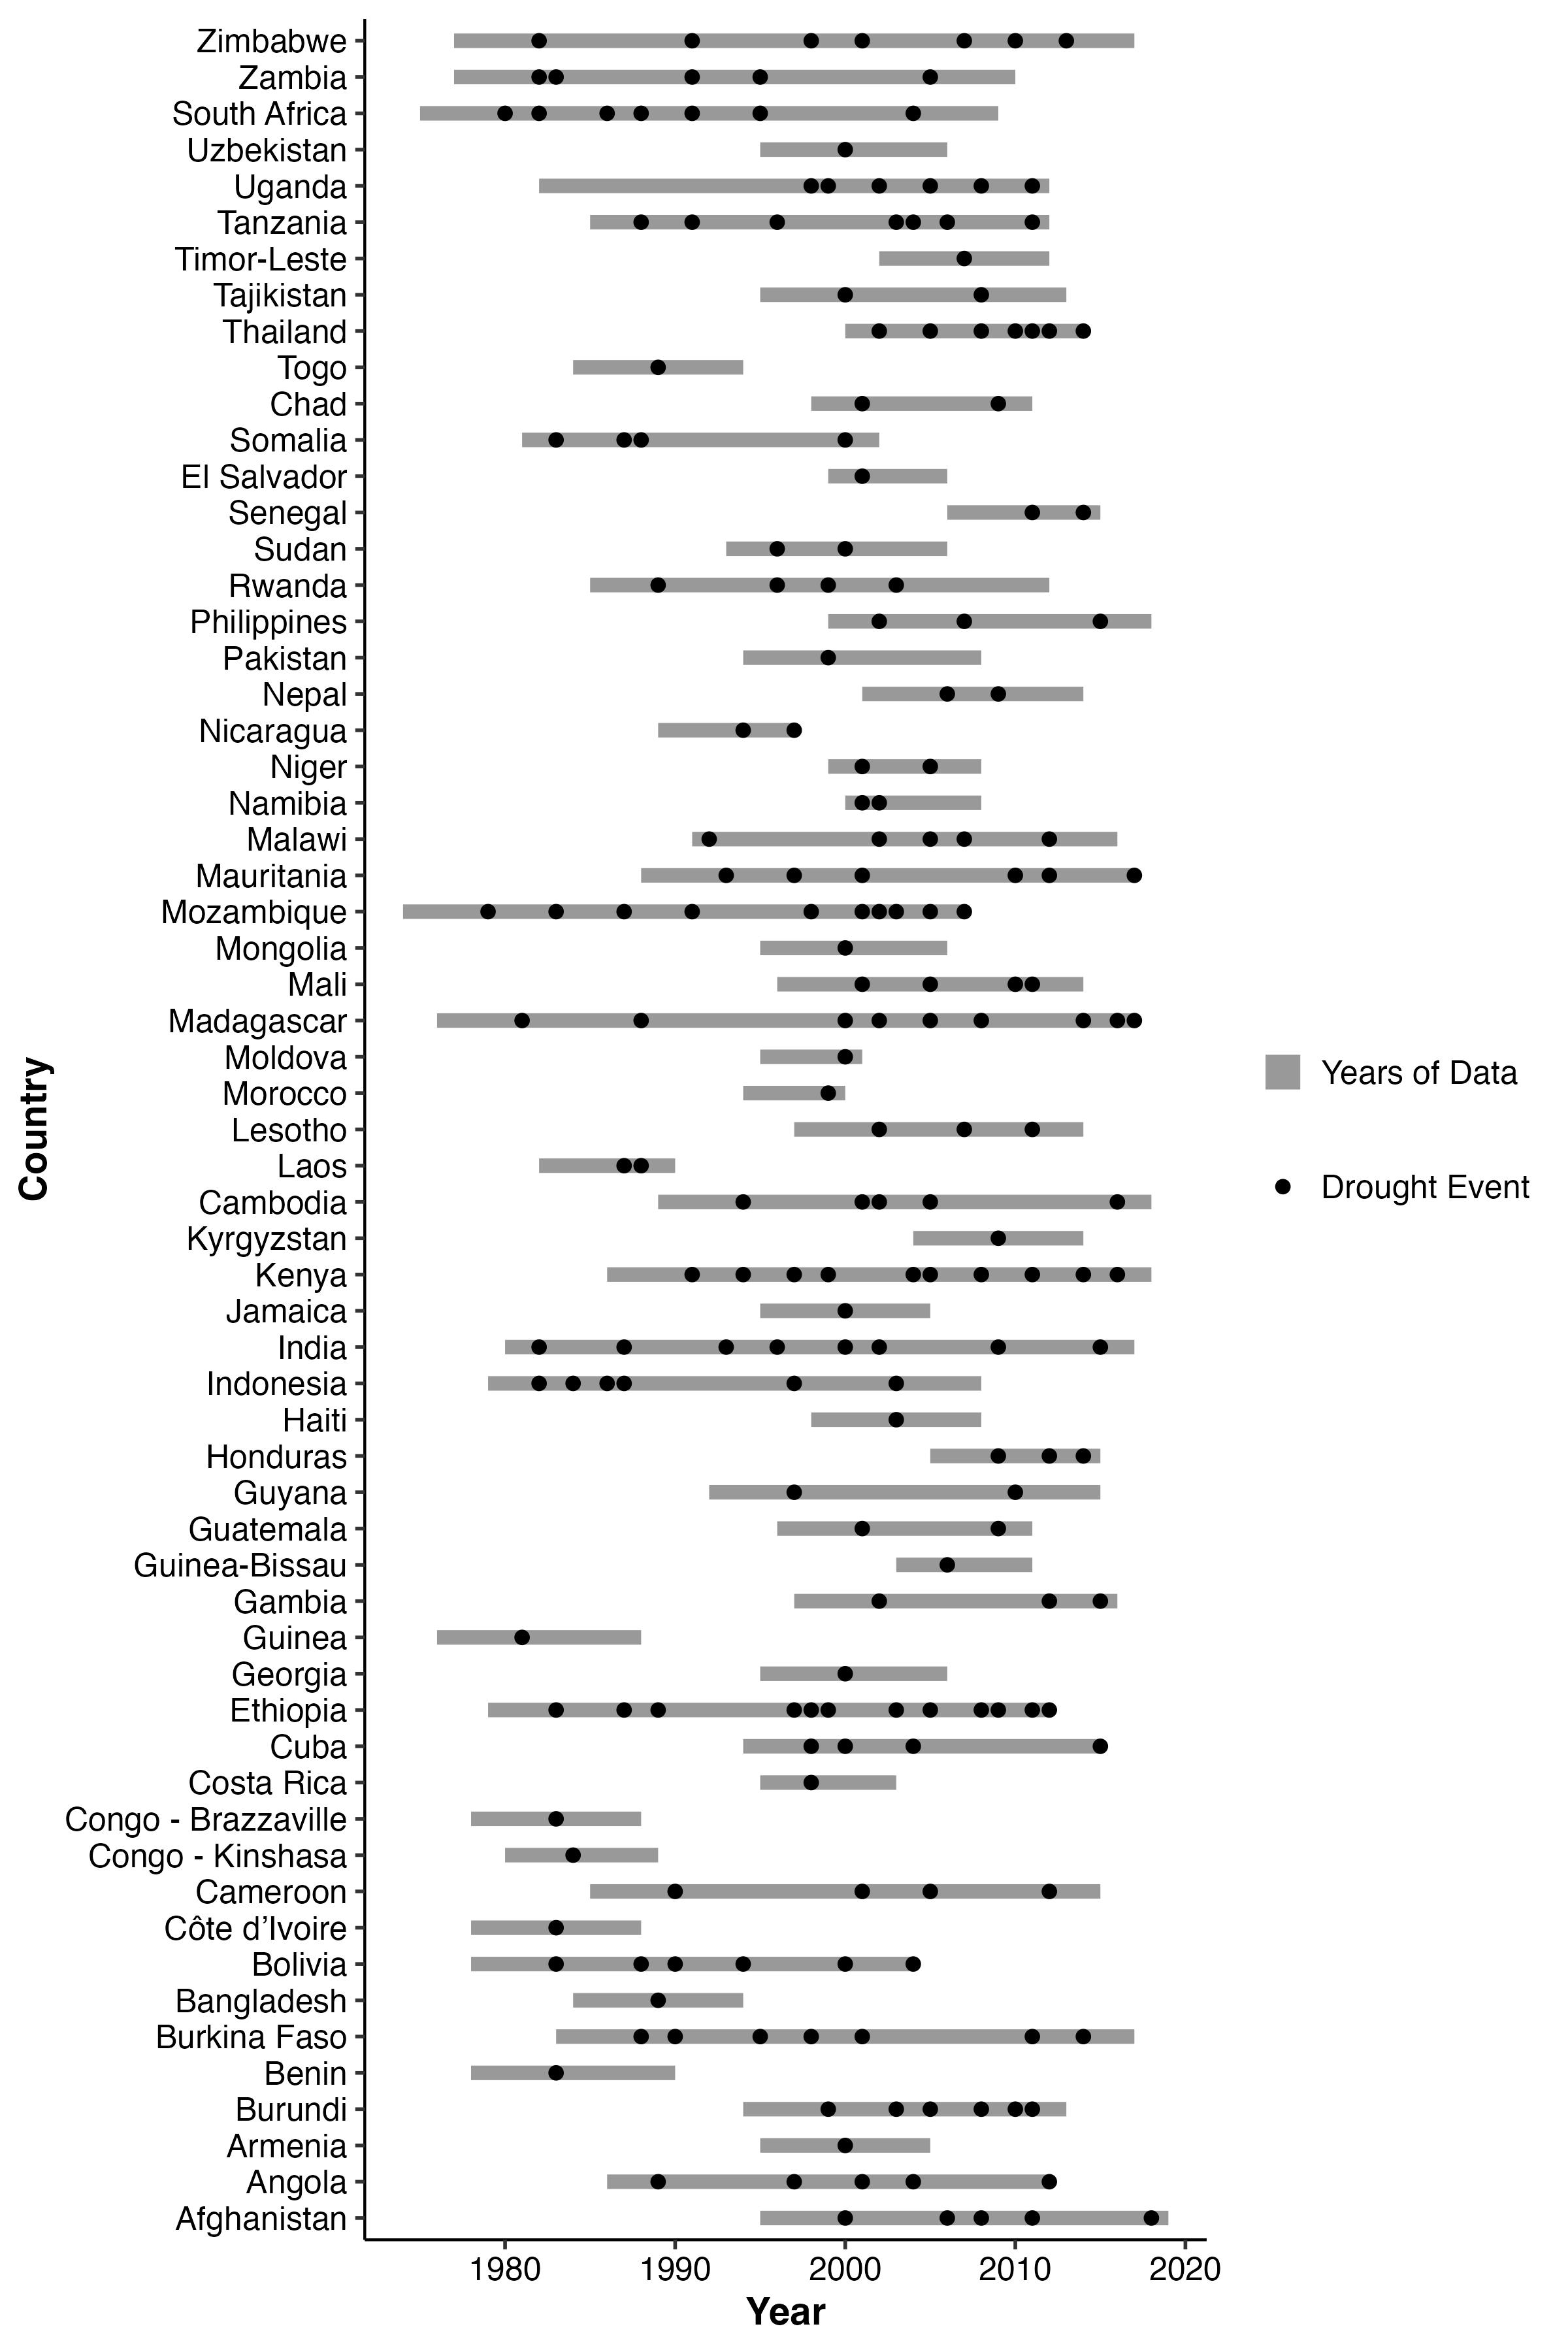 Zimbabwe
Zambia
South Africa
Uzbekistan
Uganda
Tanzania
Timor-Leste
Tajikistan
Thailand
Togo
Chad
Somalia
El Salvador
Senegal
Sudan
Rwanda
Philippines
Pakistan
Nepal
Nicaragua
Niger
Namibia
Malawi
Mauritania
Mozambique
Mongolia
Mali
Madagascar
Moldova
Morocco
Lesotho
Laos
Cambodia
Kyrgyzstan
Kenya
Jamaica
India
Indonesia
Haiti
Honduras
Guyana
Guatemala
Guinea-Bissau
Gambia
Guinea
Georgia
Ethiopia
Cuba
Costa Rica
Congo - Brazzaville
Congo - Kinshasa
Cameroon
Côte d’Ivoire
Bolivia
Bangladesh
Burkina Faso
Benin
Burundi
Armenia
Angola
Afghanistan
Country
1980 1990 2000 2010 2020
Year
Years of Data
Drought Event